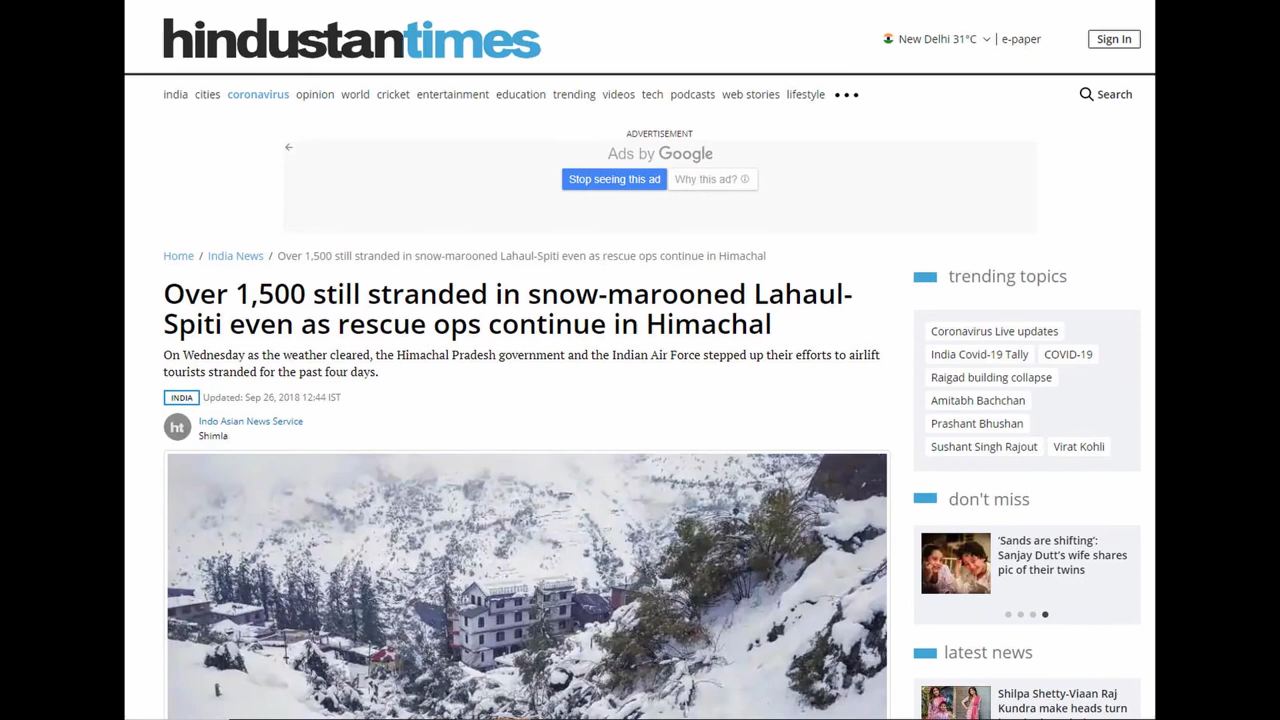 hindustantimes
New Delhi 31°C | e-paper
Sign In
india cities coronavirus opinion world cricket entertainment education trending videos tech podcasts web stories lifestyle
Search
ADVERTISEMENT
Ads by Google
Stop seeing this ad
Why this ad?
Home / India News / Over 1,500 still stranded in snow-marooned Lahaul-Spiti even as rescue ops continue in Himachal
Over 1,500 still stranded in snow-marooned Lahaul-
Spiti even as rescue ops continue in Himachal
On Wednesday as the weather cleared, the Himachal Pradesh government and the Indian Air Force stepped up their efforts to airlift
tourists stranded for the past four days.
INDIA Updated: Sep 26, 2018 12:44 IST
ht
Indo Asian News Service
Shimla
trending topics
Coronavirus Live updates
India Covid-19 Tally COVID-19
Raigad building collapse
Amitabh Bachchan
Prashant Bhushan
Sushant Singh Rajout Virat Kohli
don't miss
‘Sands are shifting’:
Sanjay Dutt's wife shares
pic of their twins
latest news
Shilpa Shetty-Viaan Raj
Kundra make heads turn